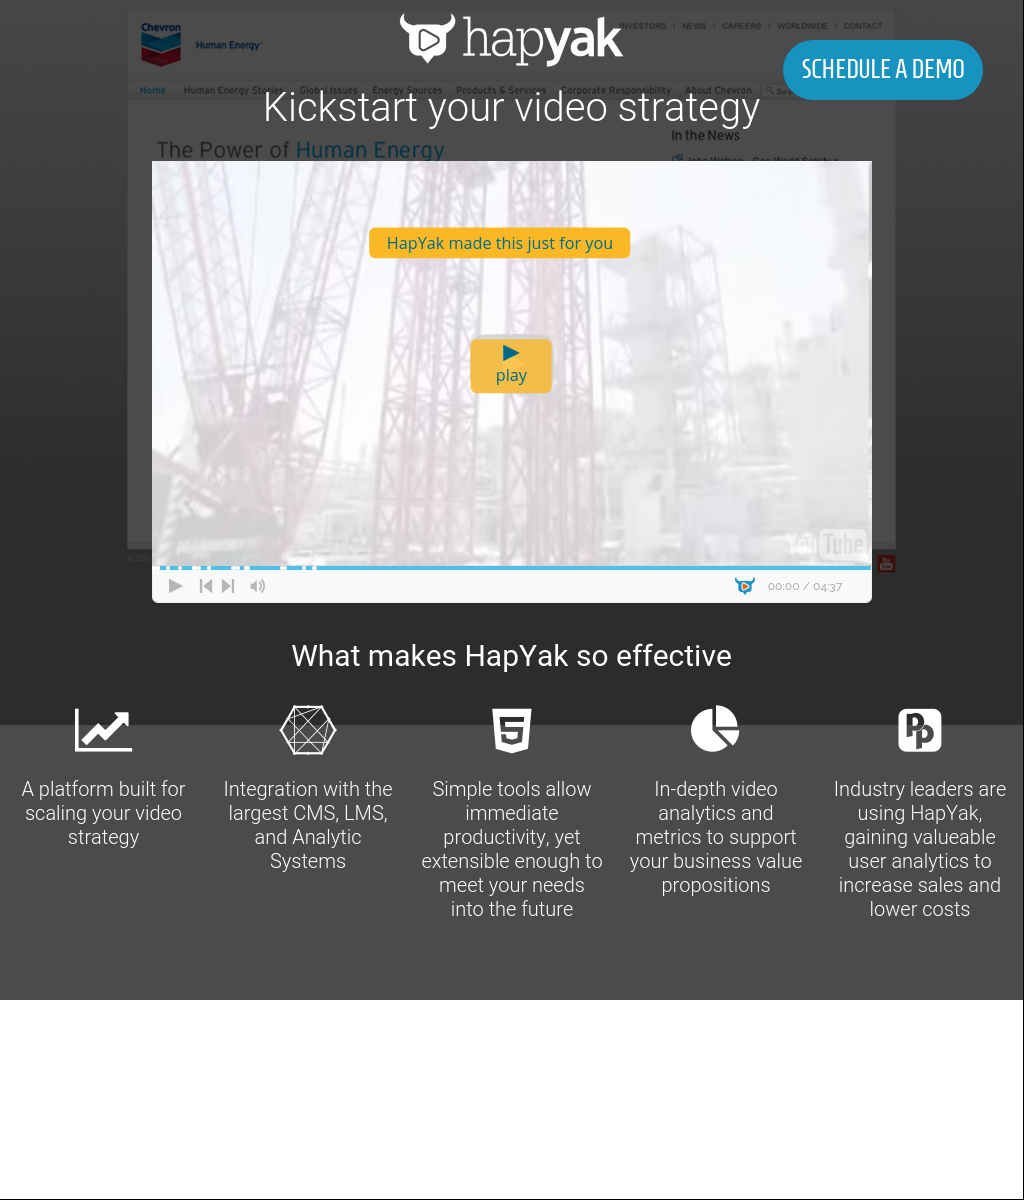 Chevron
Human Energy
INVESTORS | NEWS | CAREERS | WORLDWIDE | CONTACT
hapyak
SCHEDULE A DEMO
Home Human Energy Stories Global Issues Energy Sources Products & Services Corporate Responsibility About Chevron
Kickstart your video strategy
In the News
The Power of Human Energy
HapYak made this just for you
play
YouTube
00:00 / 04:37
What makes HapYak so effective
A platform built for
scaling your video
strategy
Integration with the
largest CMS, LMS,
and Analytic
Systems
Simple tools allow
immediate
productivity, yet
extensible enough to
meet your needs
into the future
In-depth video
analytics and
metrics to support
your business value
propositions
Industry leaders are
using HapYak,
gaining valueable
user analytics to
increase sales and
lower costs